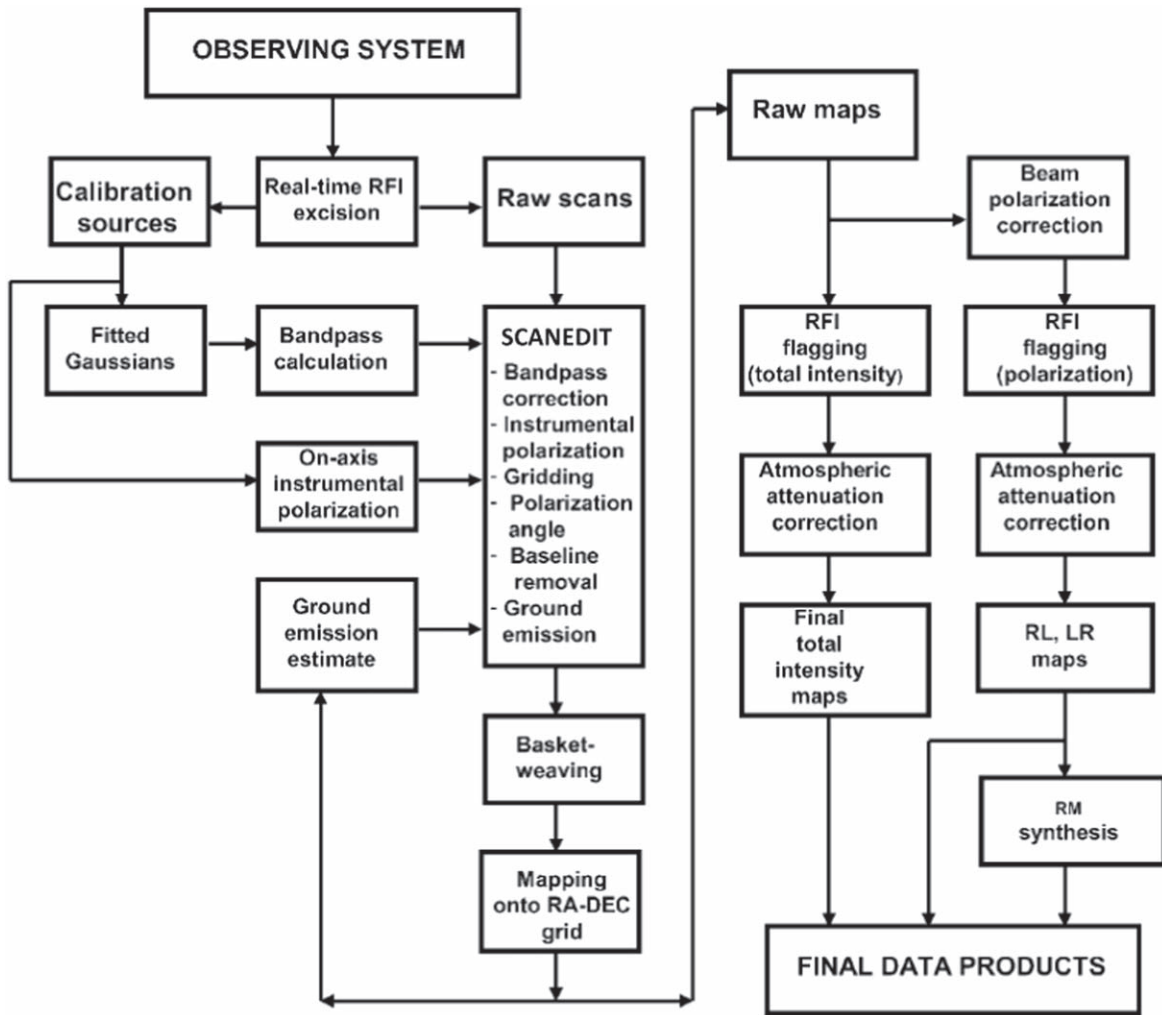 OBSERVING SYSTEM
Calibration
sources
Real-time RFI
excision
Raw scans
Fitted
Gaussians
Bandpass
calculation
On-axis
instrumental
polarization
Ground
emission
estimate
SCANEDIT
- Bandpass
correction
- Instrumental
polarization
- Gridding
- Polarization
angle
- Baseline
removal
- Ground
emission
Basket-
weaving
Mapping
onto RA-DEC
grid
Raw maps
Beam
polarization
correction
RFI
flagging
(total intensity)
RFI
flagging
(polarization)
Atmospheric
attenuation
correction
Atmospheric
attenuation
correction
Final
total
intensity
maps
RL, LR
maps
RM
synthesis
FINAL DATA PRODUCTS